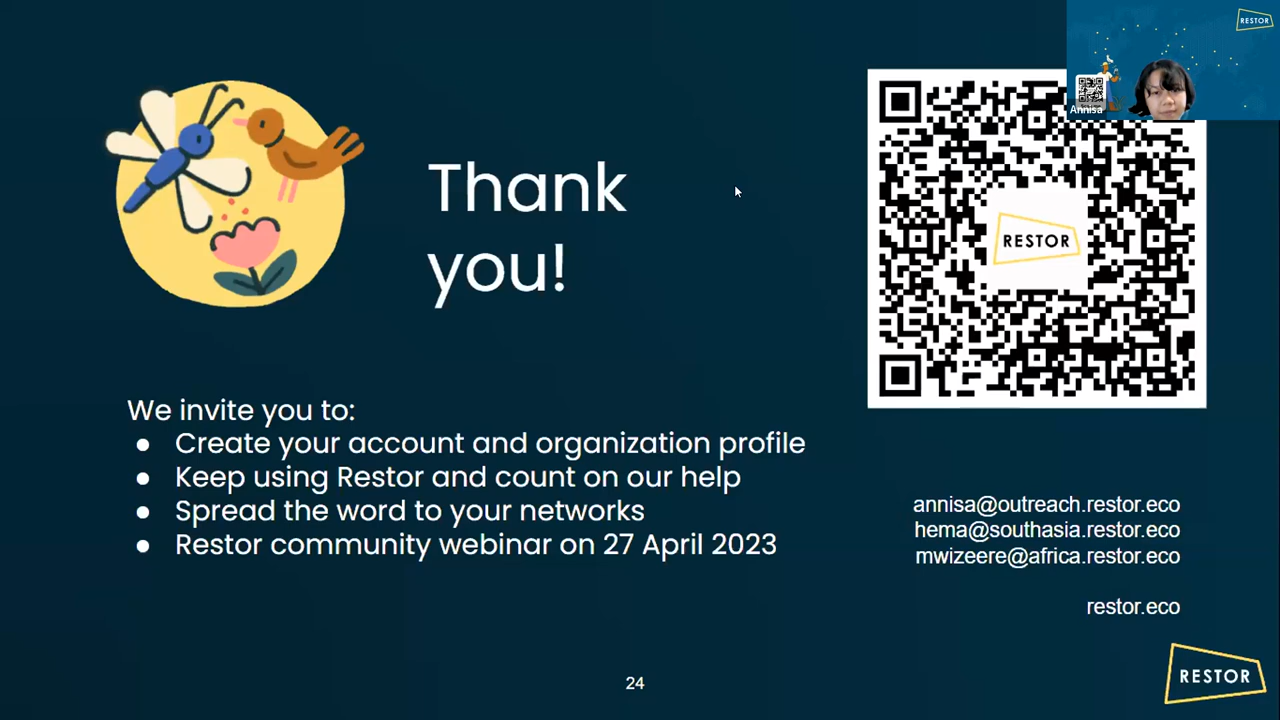 RESTOR
Annisa
Thank
you!
RESTOR
We invite you to:
● Create your account and organization profile
● Keep using Restor and count on our help
● Spread the word to your networks
● Restor community webinar on 27 April 2023
annisa@outreach.restor.eco
hema@southasia.restor.eco
mwizeere@africa.restor.eco
restor.eco
RESTOR
24